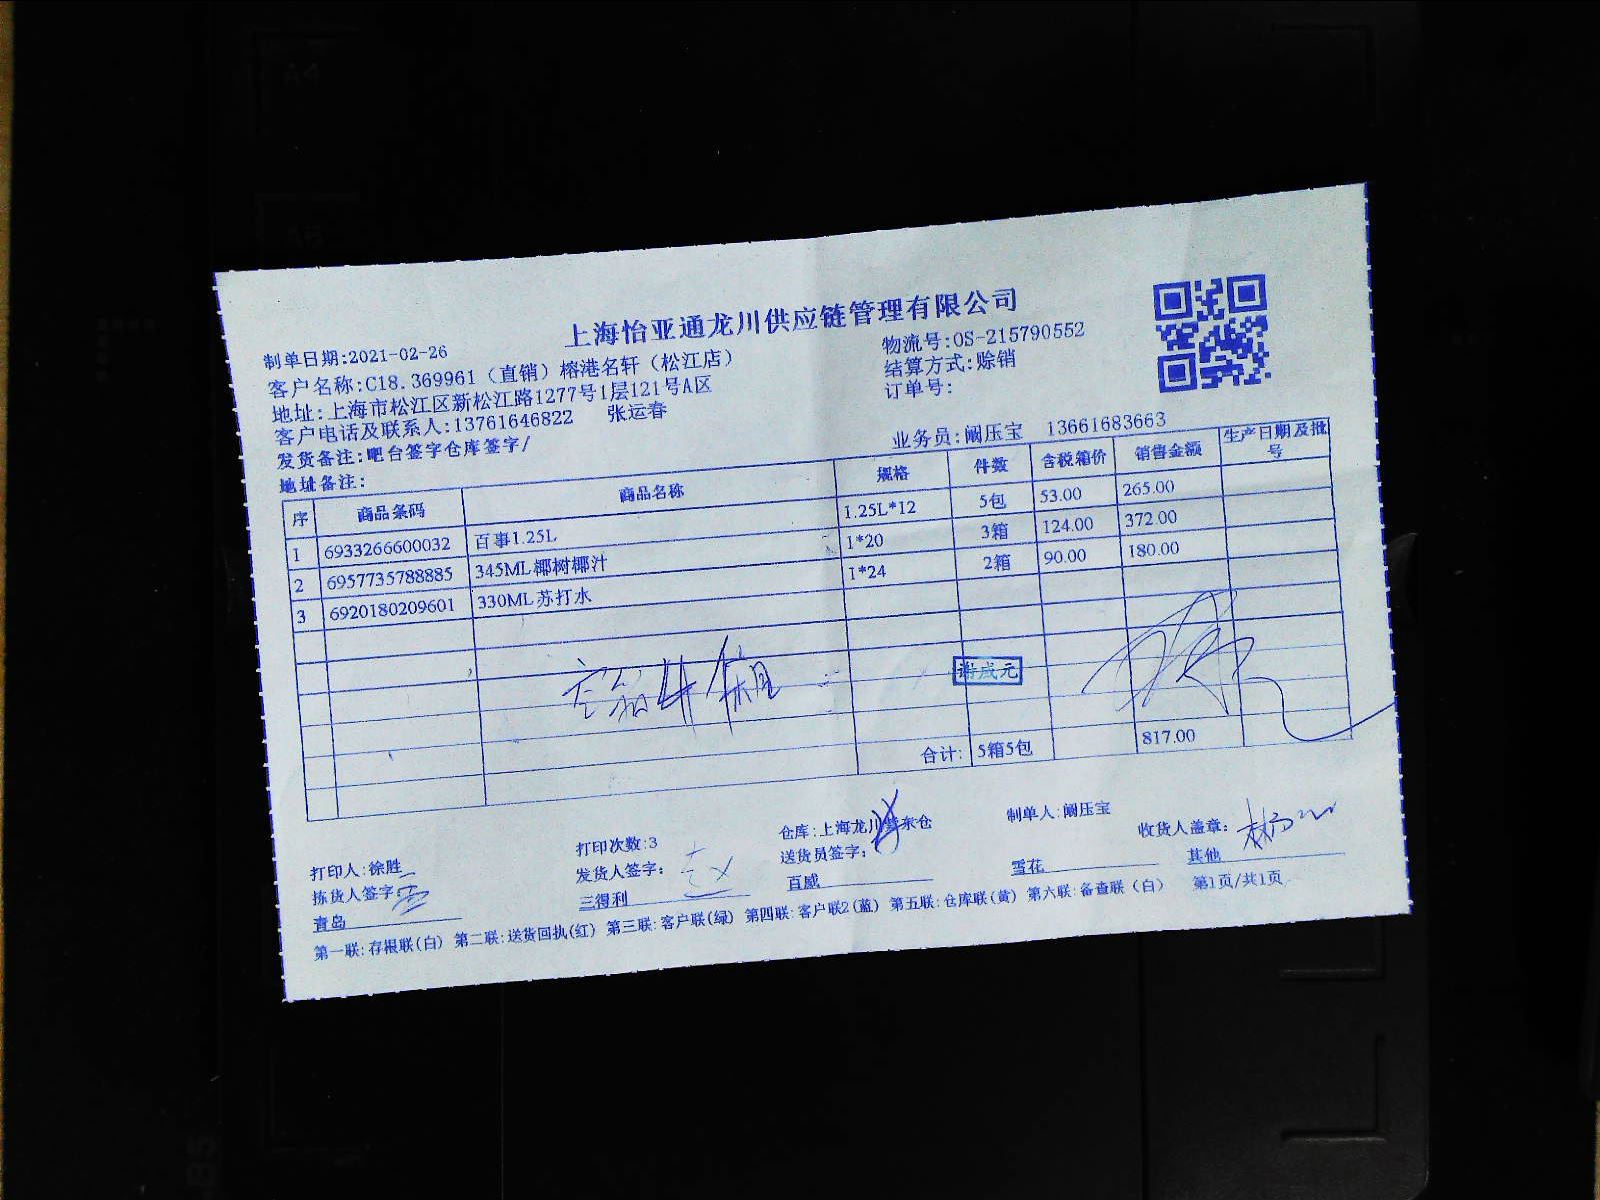 上海怡亚通龙川供应链管理有限公司
制单日期:2021-02-26
物流号:OS-215790552
客户名称:C18.369961（直销）榕港名轩（松江店）
结算方式:赊销
地址:上海市松江区新松江路1277号1层121号A区
订单号:
客户电话及联系人:13761646822 张运春
发货备注:吧台签字仓库签字/
业务员:阚压宝 13661683663
地址备注:
序 商品条码 商品名称 规格 件数 含税箱价 销售金额 生产日期及批号
1 6933266600032 百事1.25L 1.25L*12 5包 53.00 265.00
2 6957735788885 345ML椰树椰汁 1*20 3箱 124.00 372.00
3 6920180209601 330ML苏打水 1*24 2箱 90.00 180.00
谢成元
合计: 5箱5包 817.00
打印人:徐胜 打印次数:3 仓库:上海龙川 东仓 制单人:阚压宝 收货人盖章:
拣货人签字: 发货人签字: 送货员签字:
青岛 三得利 百威 雪花 其他
第一联:存根联(白) 第二联:送货回执(红) 第三联:客户联(绿) 第四联:客户联2(蓝) 第五联:仓库联(黄) 第六联:备查联(白) 第1页/共1页